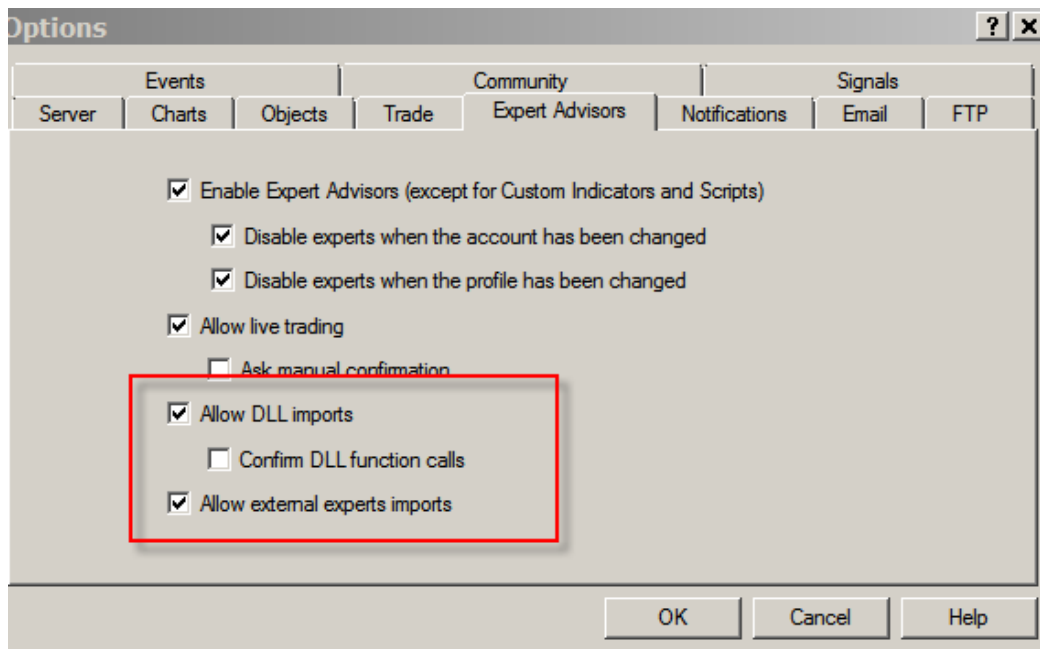 Options
? x
Events Community Signals
Server Charts Objects Trade Expert Advisors Notifications Email FTP
Enable Expert Advisors (except for Custom Indicators and Scripts)
Disable experts when the account has been changed
Disable experts when the profile has been changed
Allow live trading
Ask manual confirmation
Allow DLL imports
Confirm DLL function calls
Allow external experts imports
OK Cancel Help